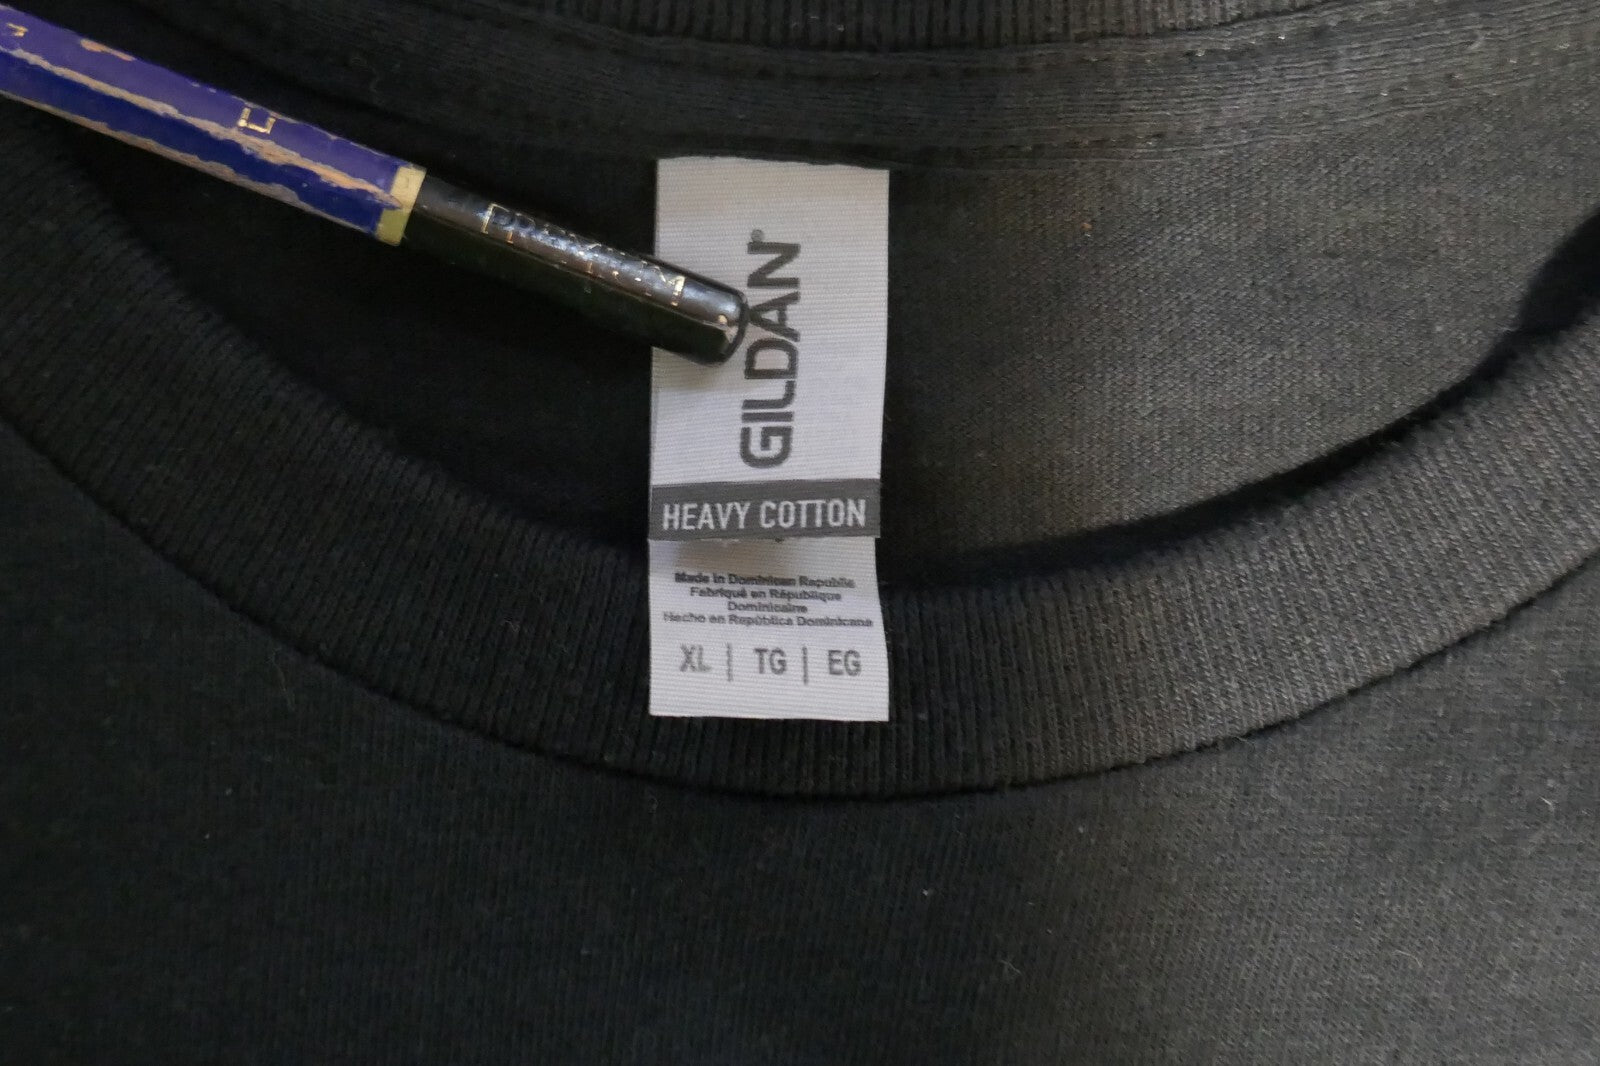 GILDAN®
HEAVY COTTON
Made in Dominican Republic
Fabriqué en République
Dominicaine
Hecho en República Dominicana
XL | TG | EG